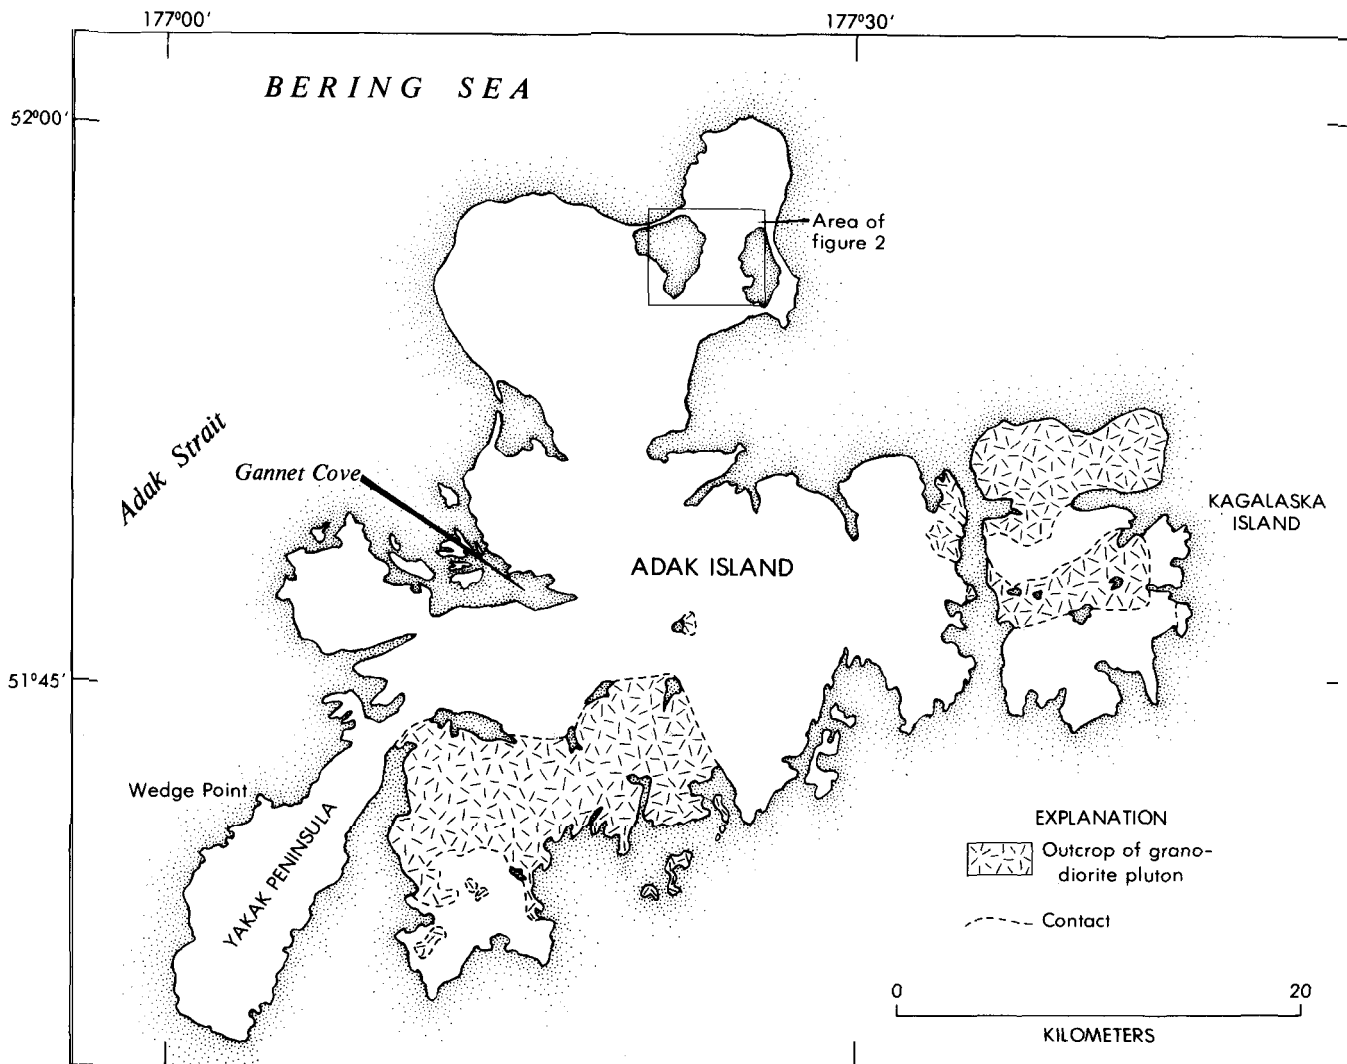 177°00'
177°30'
BERING SEA
52°00'
Area of
figure 2
Adak Strait
Gannet Cove
KAGALASKA
ISLAND
ADAK ISLAND
51°45'
Wedge Point
YAKAK PENINSULA
EXPLANATION
Outcrop of grano-
diorite pluton
Contact
0
20
KILOMETERS